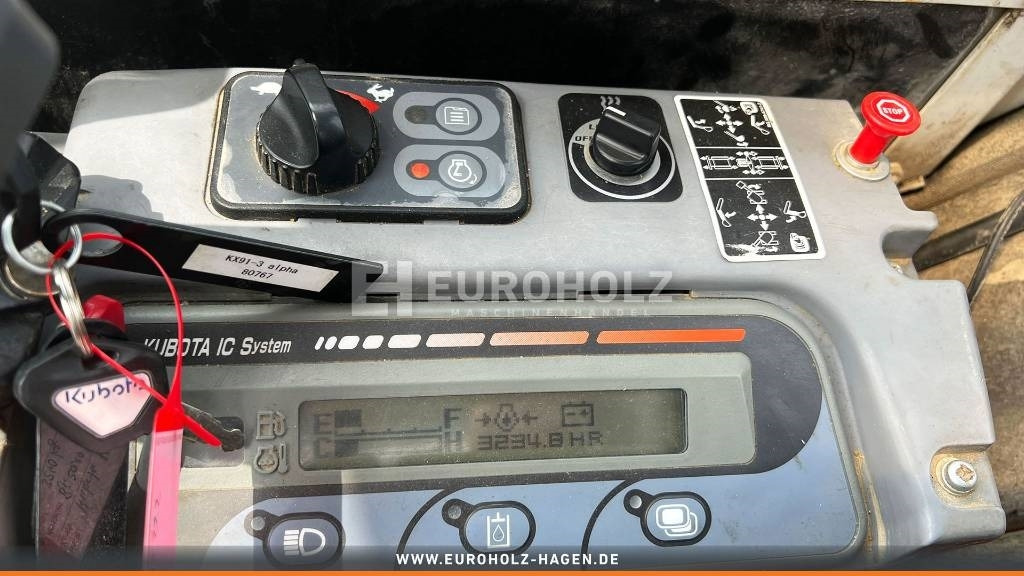 STOP
L
OFF
KX91-3 alpha
80767
EUROHOLZ
MASCHINENHANDEL
KUBOTA IC System
E F
C H 3234.8 HR
Kubota
WWW.EUROHOLZ-HAGEN.DE